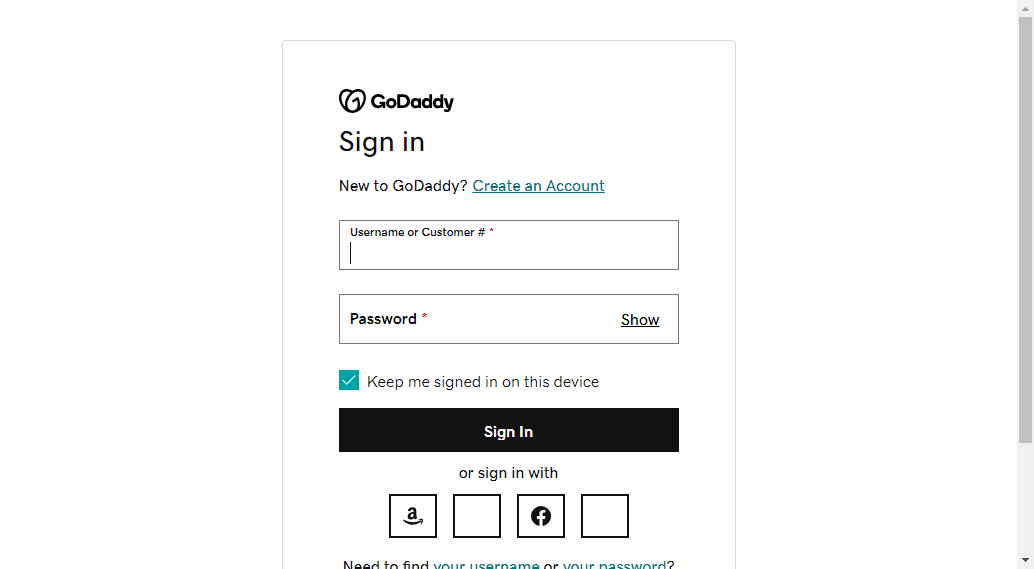 GoDaddy
Sign in
New to GoDaddy? Create an Account
Username or Customer # *
Password *
Show
Keep me signed in on this device
Sign In
or sign in with
Need to find your username or your password?